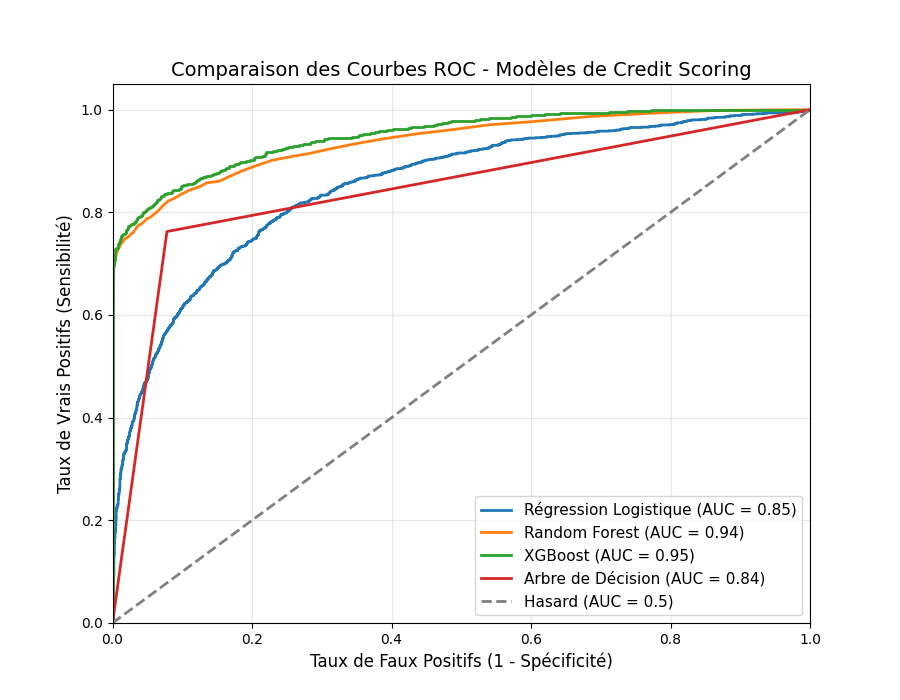 Comparaison des Courbes ROC - Modèles de Credit Scoring
Taux de Vrais Positifs (Sensibilité)
1.0
0.8
0.6
0.4
0.2
0.0
Régression Logistique (AUC = 0.85)
Random Forest (AUC = 0.94)
XGBoost (AUC = 0.95)
Arbre de Décision (AUC = 0.84)
Hasard (AUC = 0.5)
0.0 0.2 0.4 0.6 0.8 1.0
Taux de Faux Positifs (1 - Spécificité)